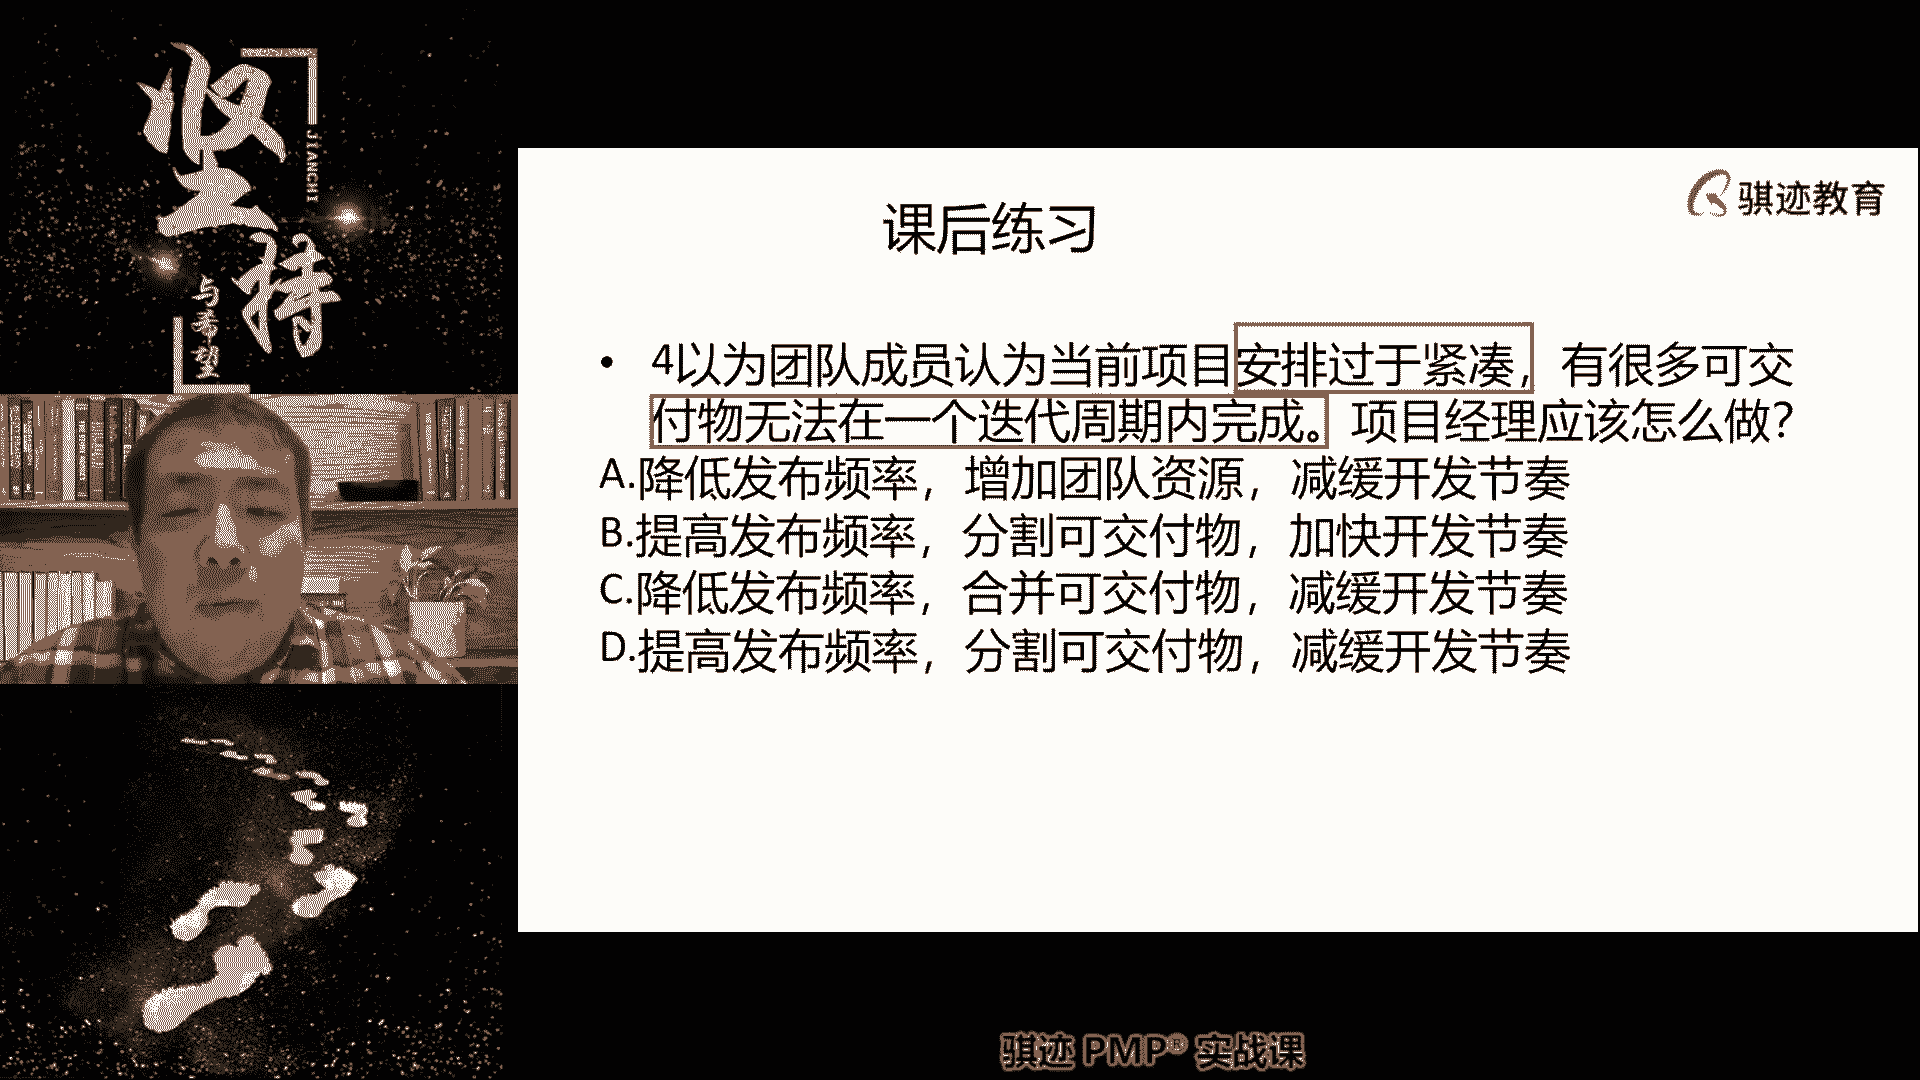 坚持
JIANCHI
与希望
骐迹教育
课后练习
• 4以为团队成员认为当前项目安排过于紧凑，有很多可交
付物无法在一个迭代周期内完成。项目经理应该怎么做？
A.降低发布频率，增加团队资源，减缓开发节奏
B.提高发布频率，分割可交付物，加快开发节奏
C.降低发布频率，合并可交付物，减缓开发节奏
D.提高发布频率，分割可交付物，减缓开发节奏
骐迹 PMP® 实战课